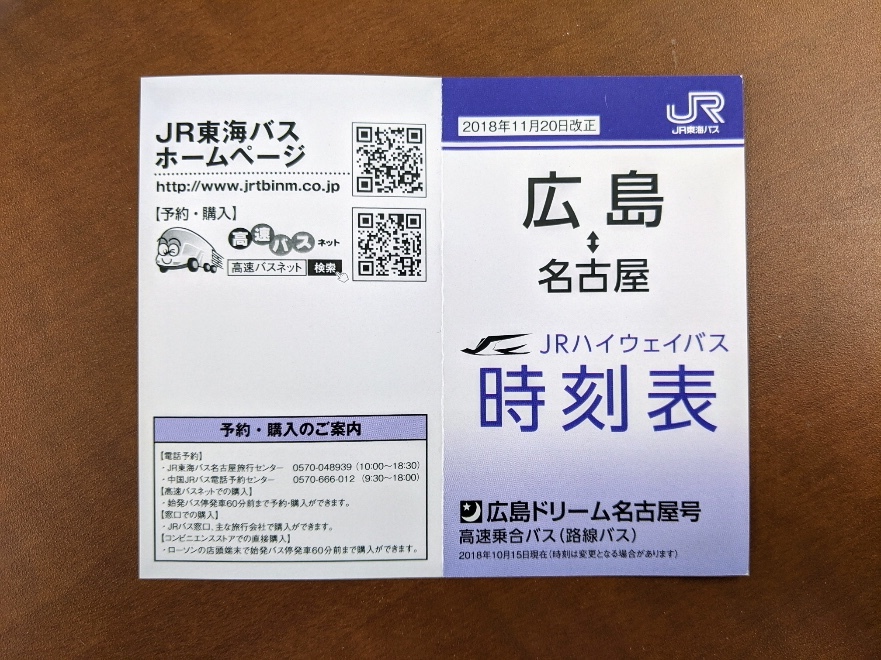 JR東海バス
ホームページ
http://www.jrtbinm.co.jp
【予約・購入】
高速バスネット
高速バスネット 検索
予約・購入のご案内
【電話予約】
・JR東海バス名古屋旅行センター 0570-048939（10:00〜18:30）
・中国JRバス電話予約センター 0570-666-012（9:30〜18:00）
【高速バスネットでの購入】
・始発バス停発車60分前まで予約・購入ができます。
【窓口での購入】
・JRバス窓口、主な旅行会社で購入ができます。
【コンビニエンスストアでの直接購入】
・ローソンの店頭端末で始発バス停発車60分前まで購入ができます。
2018年11月20日改正
JR
JR東海バス
広島
↕
名古屋
JRハイウェイバス
時刻表
広島ドリーム名古屋号
高速乗合バス（路線バス）
2018年10月15日現在（時刻は変更となる場合があります）